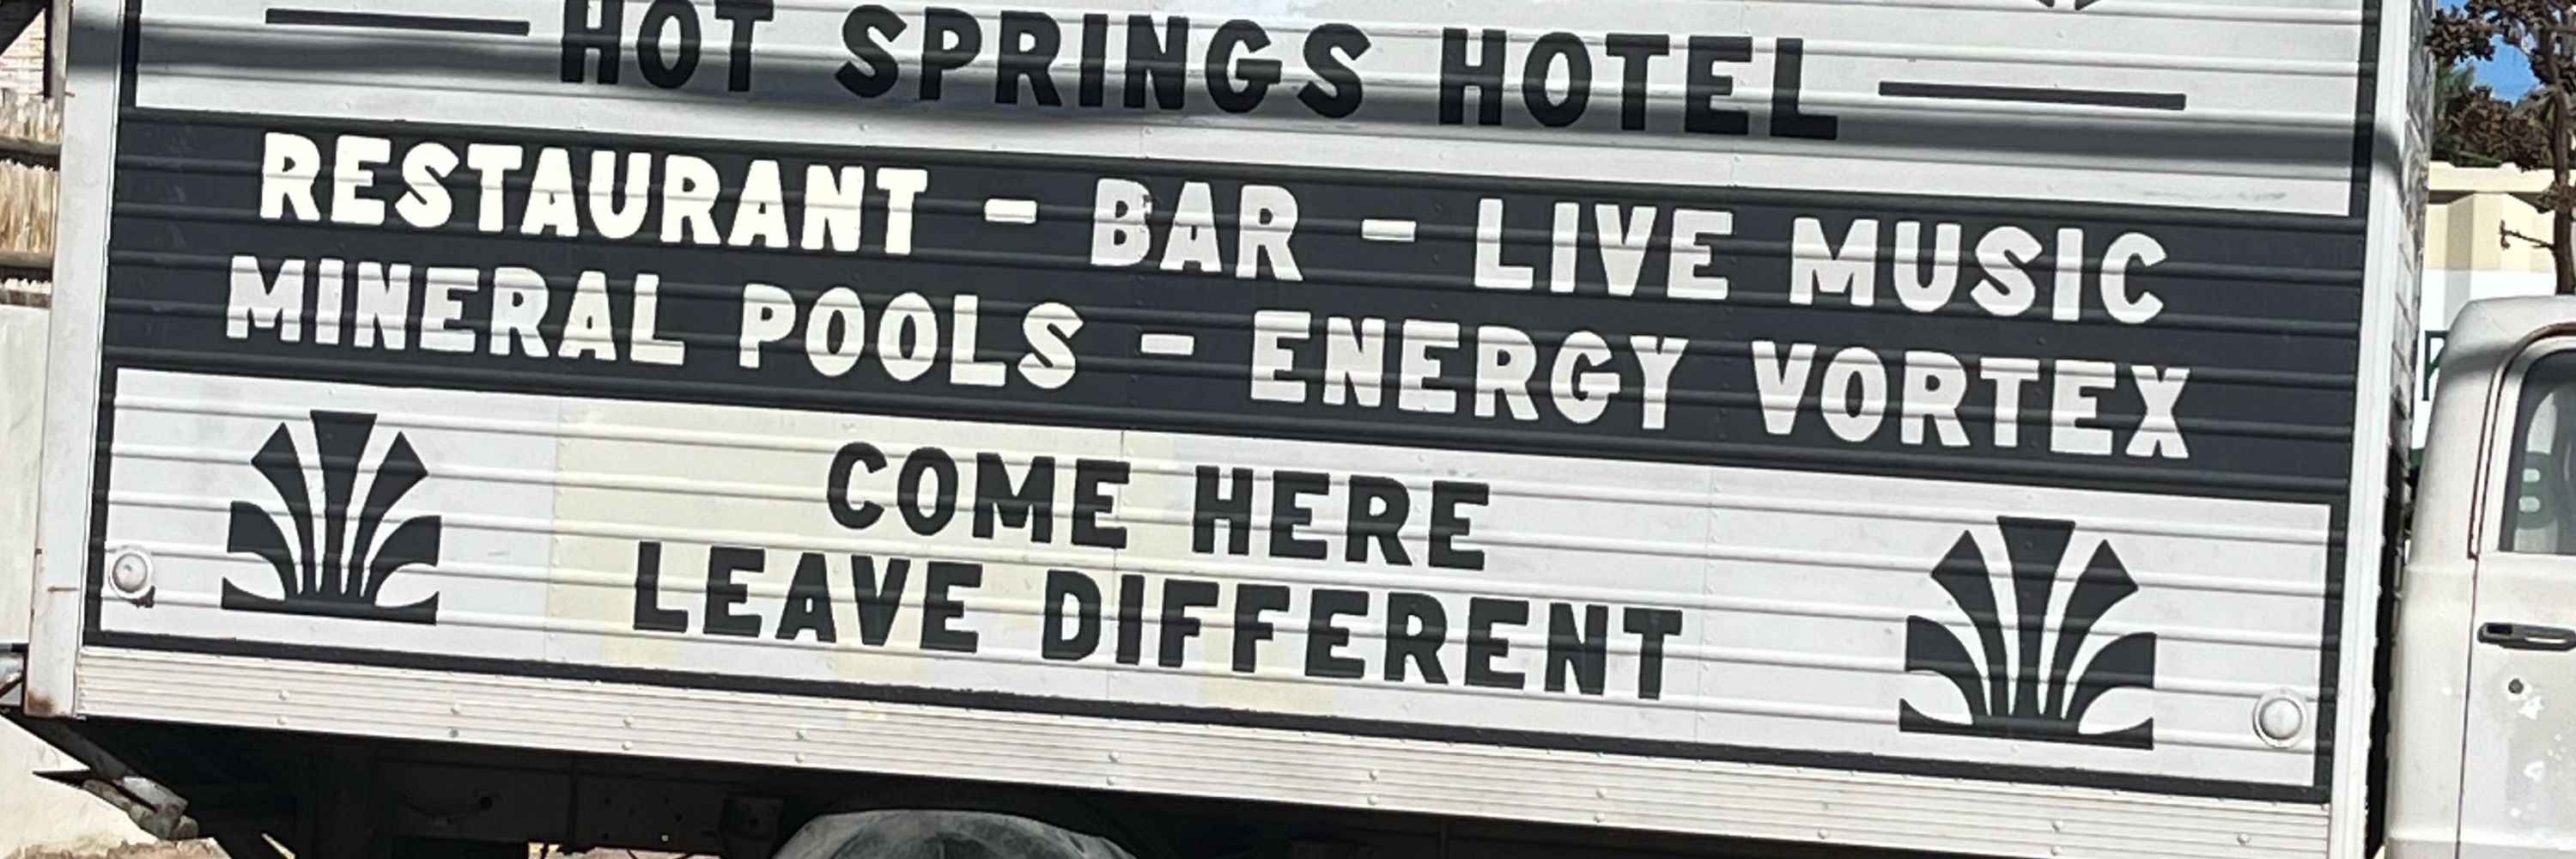 HOT SPRINGS HOTEL
RESTAURANT - BAR - LIVE MUSIC
MINERAL POOLS - ENERGY VORTEX
COME HERE
LEAVE DIFFERENT